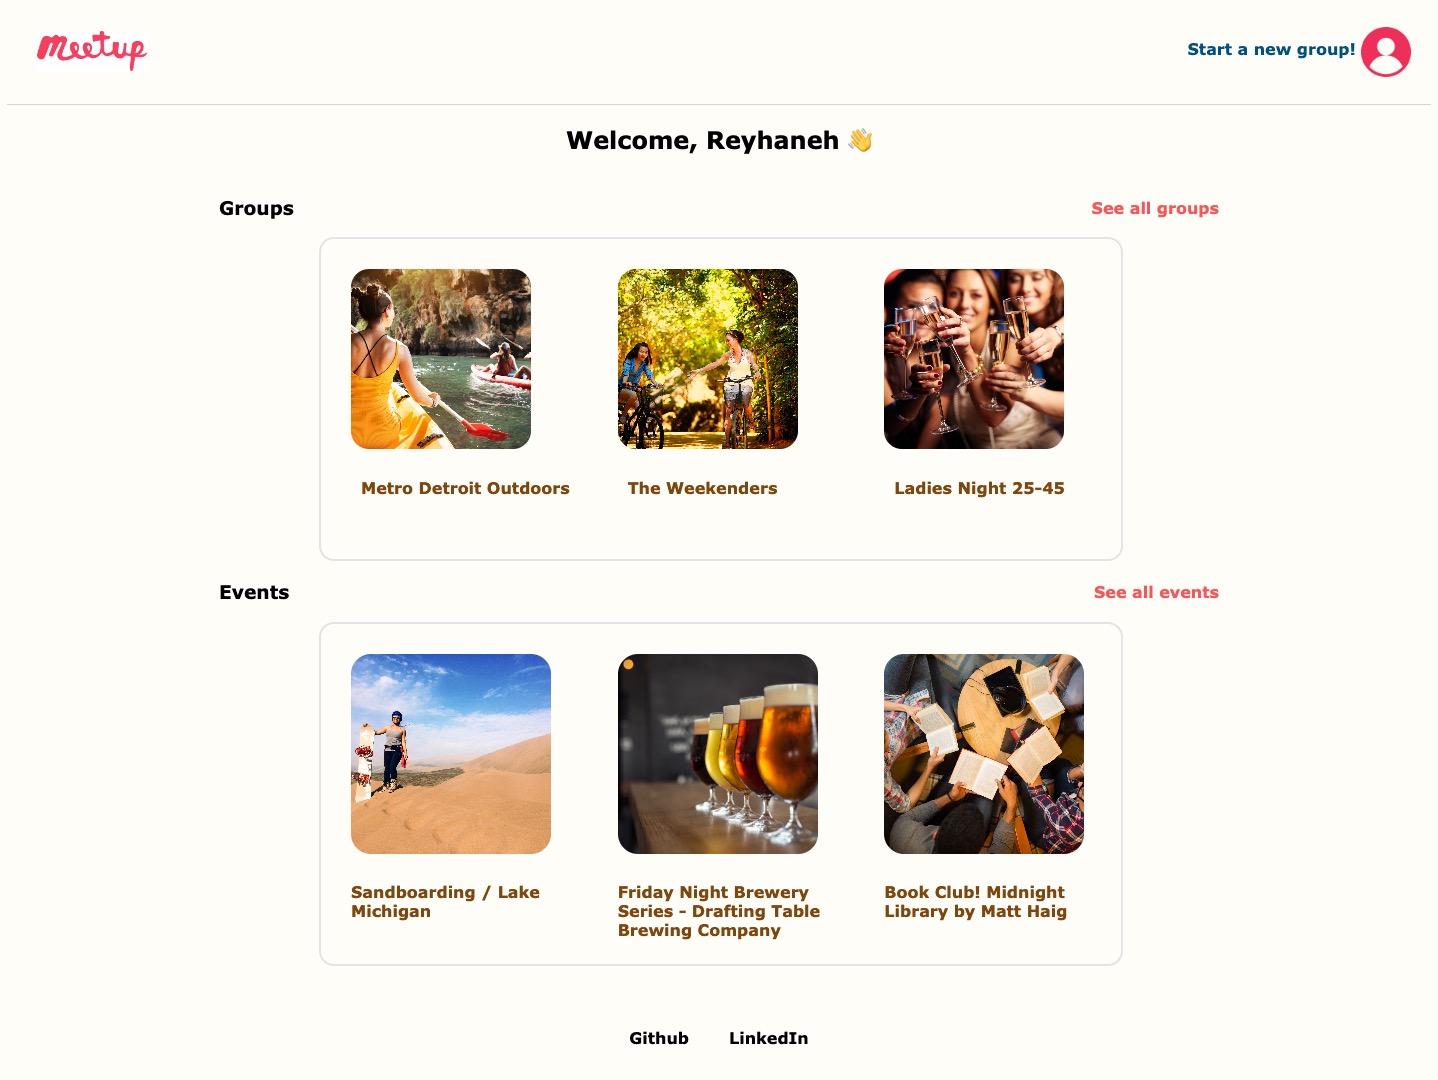 Meetup
Start a new group!
Welcome, Reyhaneh 👋
Groups
See all groups
Metro Detroit Outdoors
The Weekenders
Ladies Night 25-45
Events
See all events
Sandboarding / Lake
Michigan
Friday Night Brewery
Series - Drafting Table
Brewing Company
Book Club! Midnight
Library by Matt Haig
Github
LinkedIn